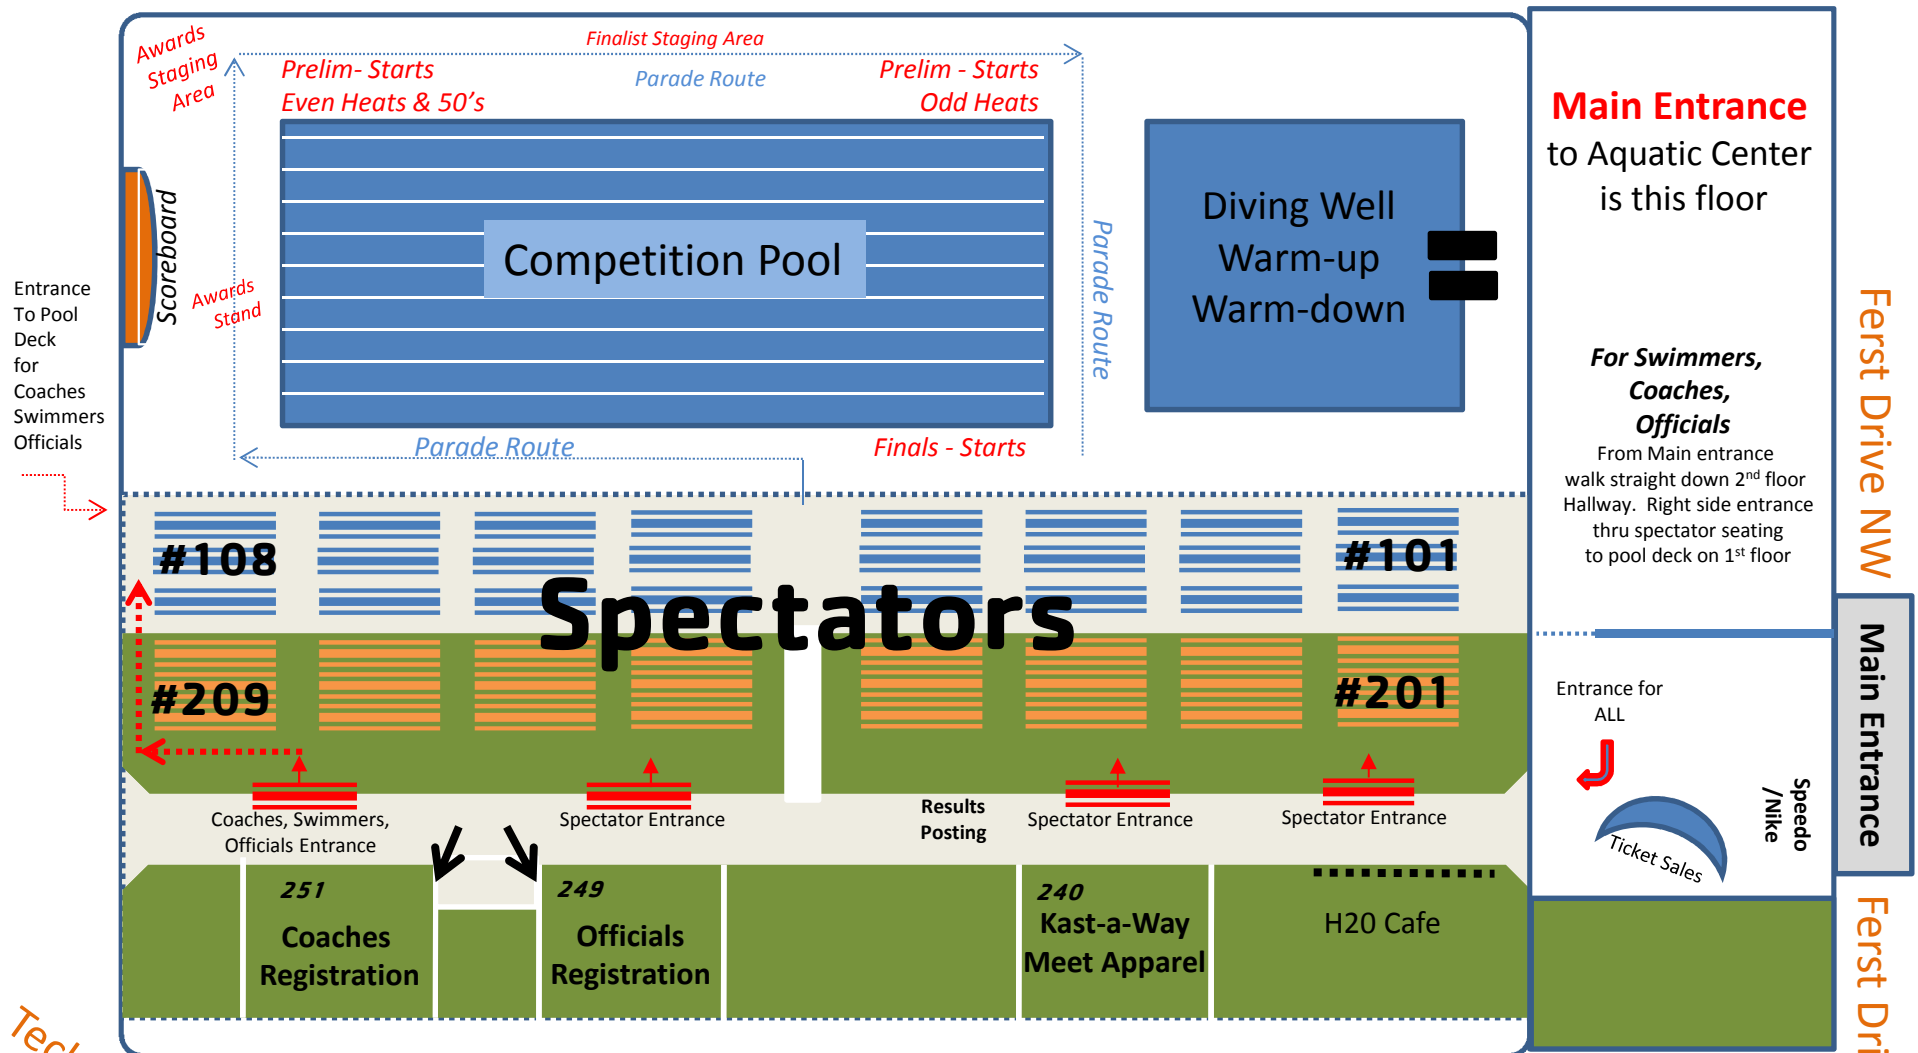 Awards
Staging
Area
Finalist Staging Area
Parade Route
Prelim- Starts
Even Heats & 50's
Prelim - Starts
Odd Heats
Main Entrance
to Aquatic Center
is this floor
Scoreboard
Awards
Stand
Competition Pool
Parade Route
Diving Well
Warm-up
Warm-down
Entrance
To Pool
Deck
for
Coaches
Swimmers
Officials
Parade Route
Finals - Starts
For Swimmers,
Coaches,
Officials
From Main entrance
walk straight down 2nd floor
Hallway.  Right side entrance
thru spectator seating
to pool deck on 1st floor
Ferst Drive NW
#108
#101
Spectators
#209
#201
Entrance for
ALL
Main Entrance
Speedo
/Nike
Ticket Sales
Coaches, Swimmers,
Officials Entrance
Spectator Entrance
Results
Posting
Spectator Entrance
Spectator Entrance
251
Coaches
Registration
249
Officials
Registration
240
Kast-a-Way
Meet Apparel
H20 Cafe
Ferst Dri
Tech